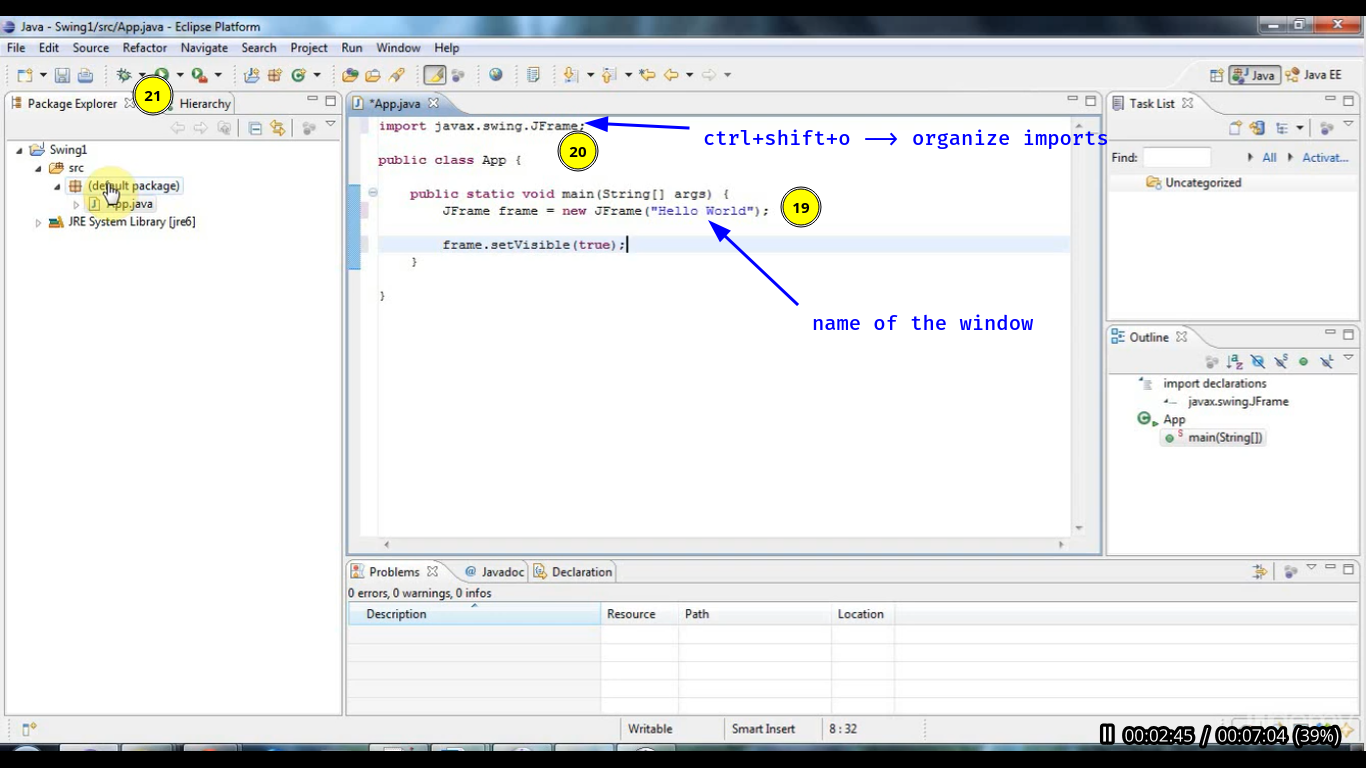 Java - Swing1/src/App.java - Eclipse Platform
File Edit Source Refactor Navigate Search Project Run Window Help
Java Java EE
21
Package Explorer Hierarchy
*App.java
Task List
import javax.swing.JFrame;
ctrl+shift+o --> organize imports
20
public class App {
Find: All Activat...
Swing1
src
(default package)
App.java
JRE System Library [jre6]
Uncategorized
public static void main(String[] args) {
JFrame frame = new JFrame("Hello World");
19
frame.setVisible(true);
}
}
name of the window
Outline
import declarations
javax.swing.JFrame
App
S main(String[])
Problems @ Javadoc Declaration
0 errors, 0 warnings, 0 infos
Description Resource Path Location
Writable Smart Insert 8 : 32
00:02:45 / 00:07:04 (39%)